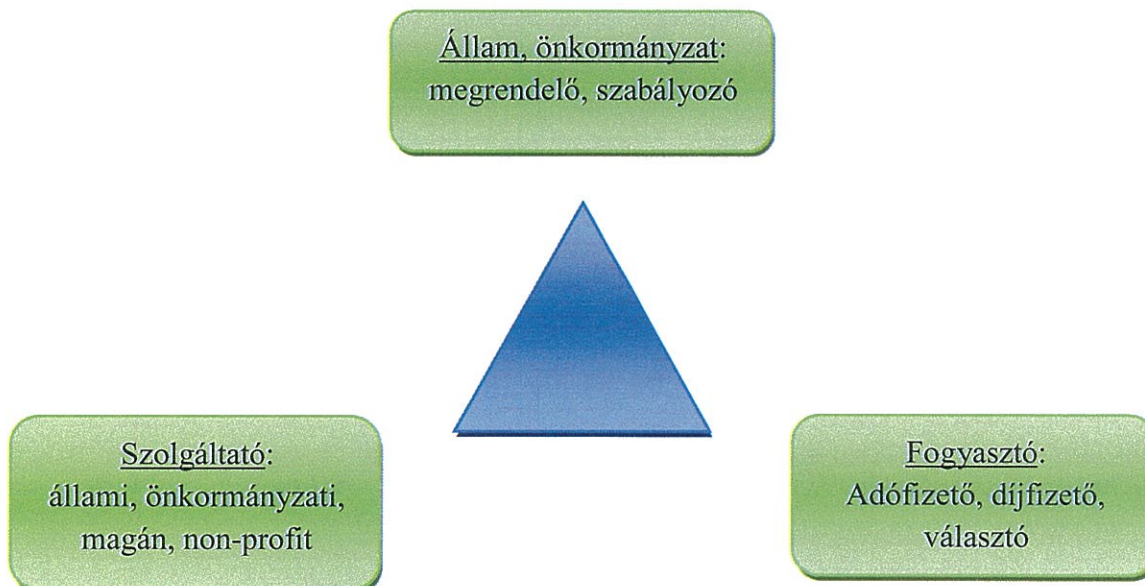 Állam, önkormányzat:
megrendelő, szabályozó
Szolgáltató:
állami, önkormányzati,
magán, non-profit
Fogyasztó:
Adófizető, díjfizető,
választó